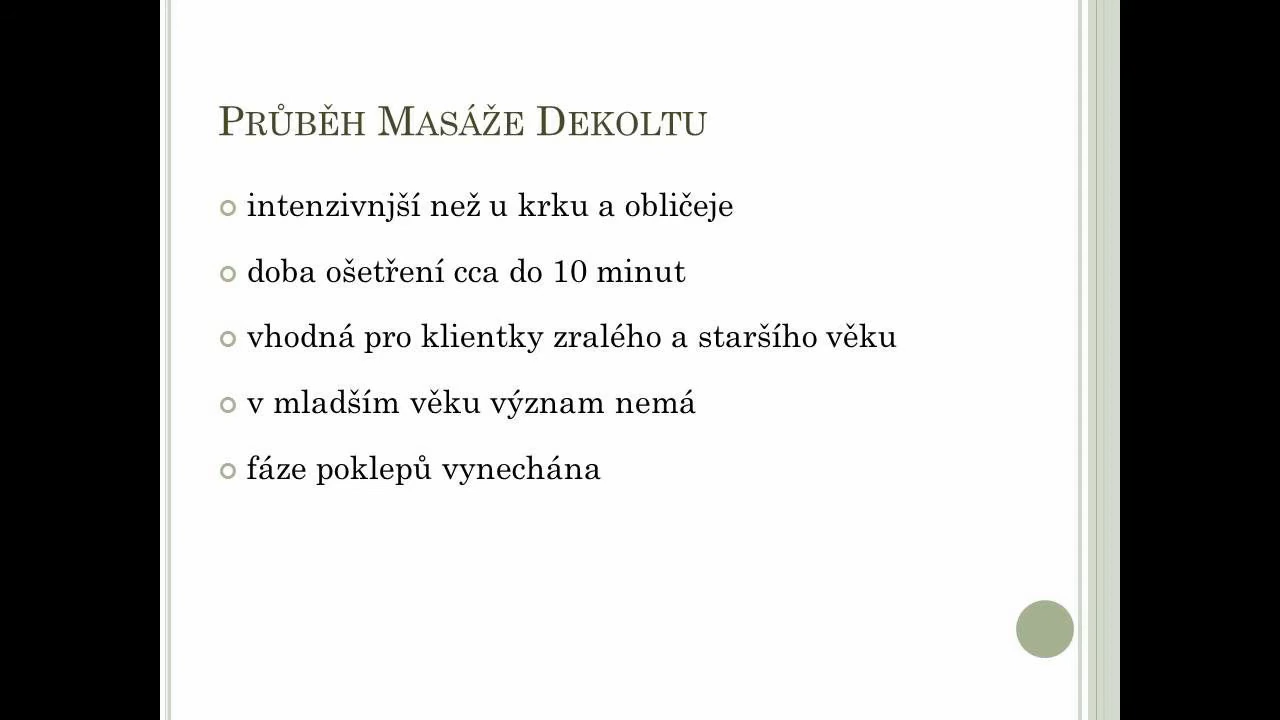 Průběh Masáže Dekoltu
intenzivnjší než u krku a obličeje
doba ošetření cca do 10 minut
vhodná pro klientky zralého a staršího věku
v mladším věku význam nemá
fáze poklepů vynechána